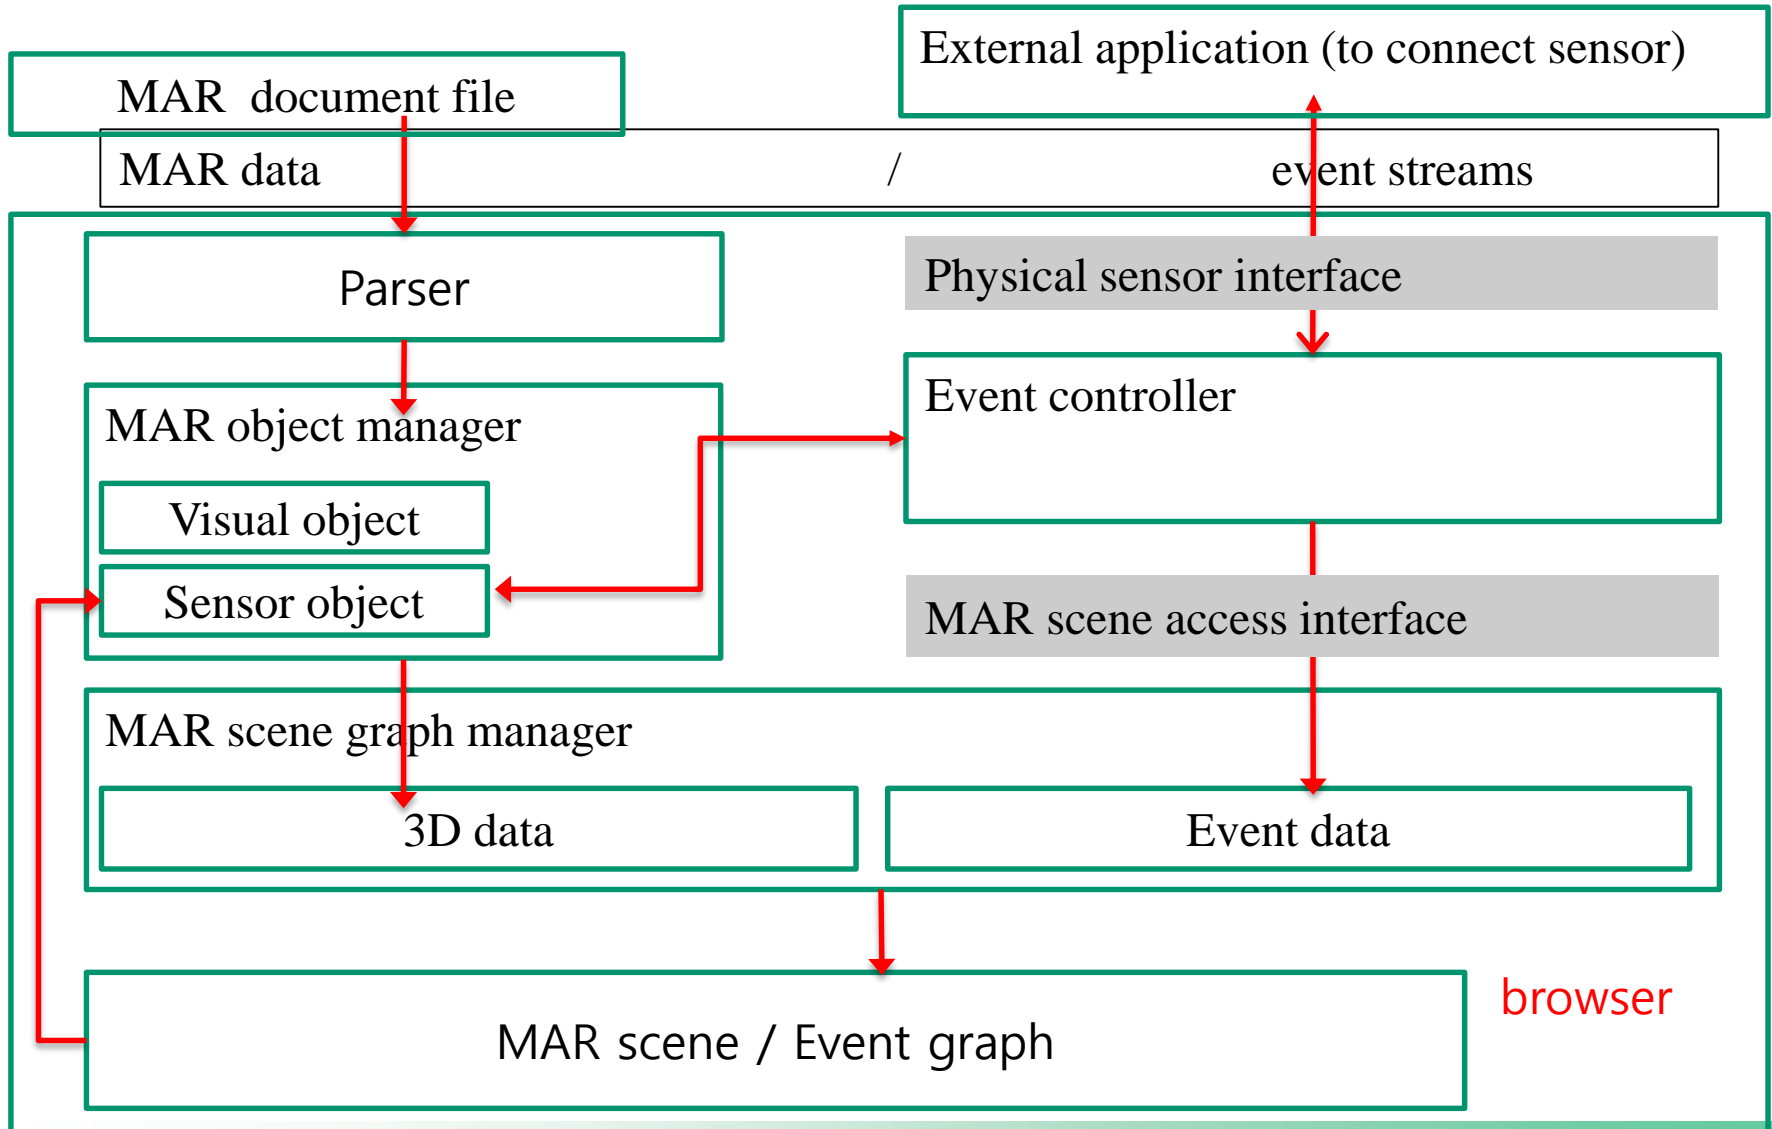 External application (to connect sensor)
MAR document file
MAR data / event streams
Parser
Physical sensor interface
MAR object manager
Event controller
Visual object
Sensor object
MAR scene access interface
MAR scene graph manager
3D data
Event data
browser
MAR scene / Event graph